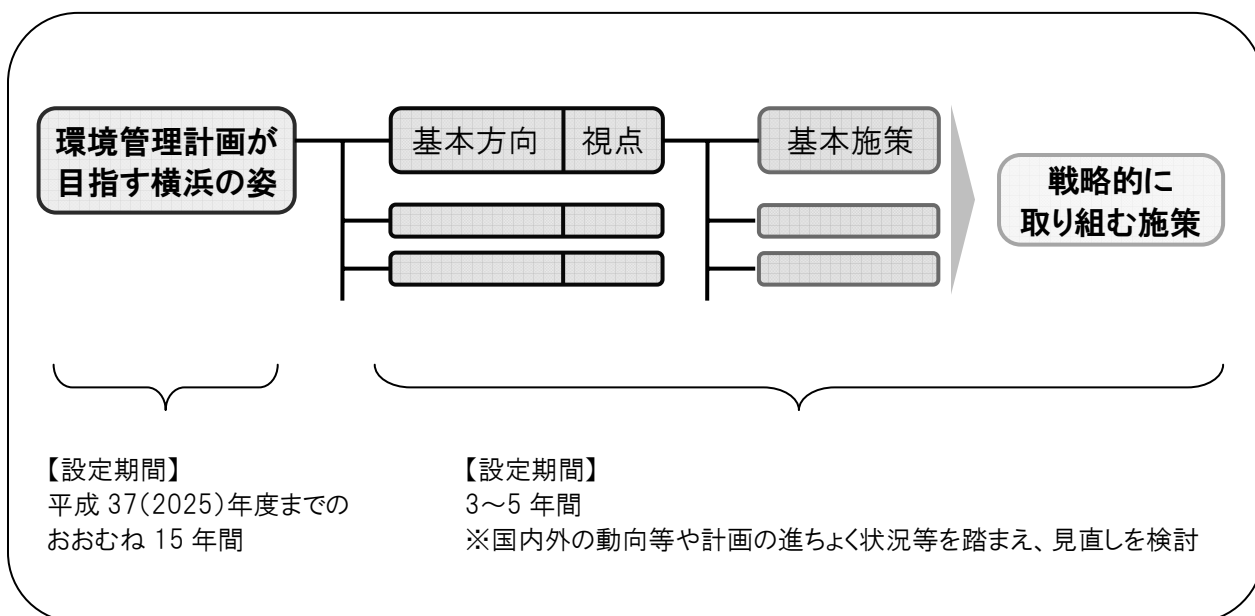 環境管理計画が
目指す横浜の姿
基本方向
視点
基本施策
戦略的に
取り組む施策
【設定期間】
平成 37(2025)年度までの
おおむね 15 年間
【設定期間】
3～5 年間
※国内外の動向等や計画の進ちょく状況等を踏まえ、見直しを検討